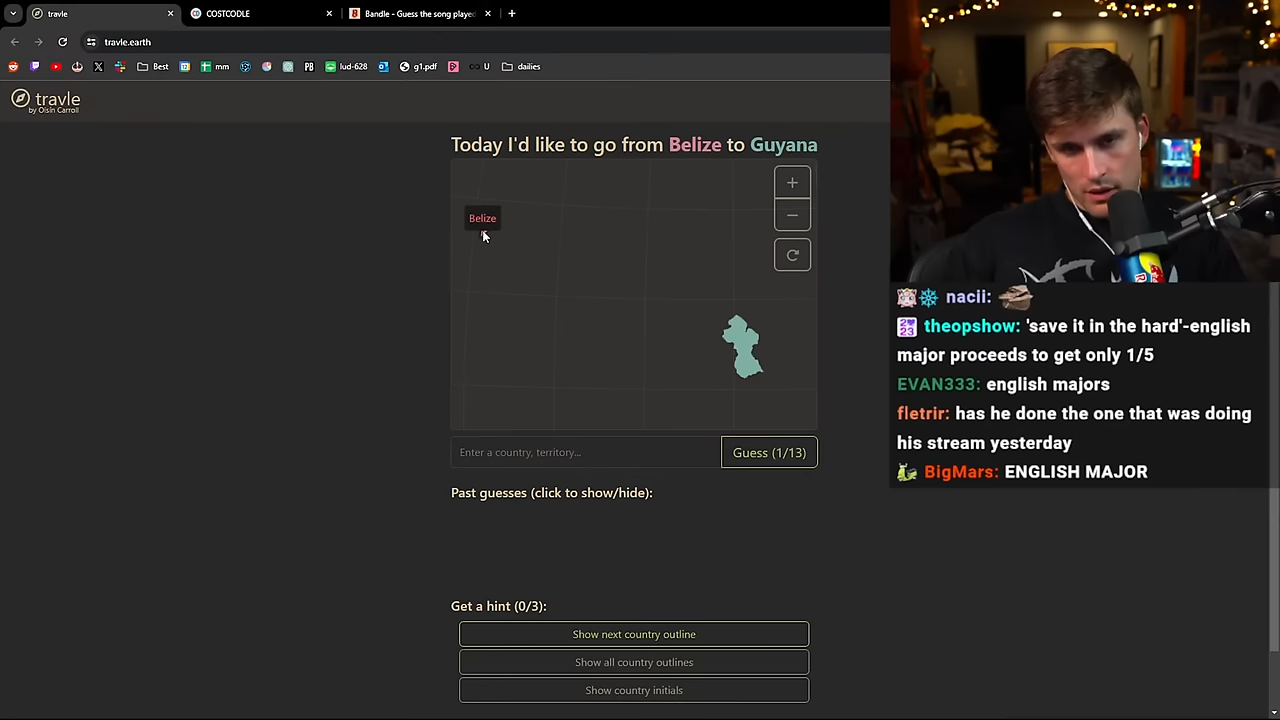 travle
COSTCODLE
Bandle - Guess the song playe
travle.earth
Best
mm
PB
lud-628
g1.pdf
U
dailies
travle
by Oisín Carroll
Today I'd like to go from Belize to Guyana
+
Belize
−
Enter a country, territory...
Guess (1/13)
Past guesses (click to show/hide):
Get a hint (0/3):
Show next country outline
Show all country outlines
Show country initials
nacii:
theopshow: 'save it in the hard'-english
major proceeds to get only 1/5
EVAN333: english majors
fletrir: has he done the one that was doing
his stream yesterday
BigMars: ENGLISH MAJOR